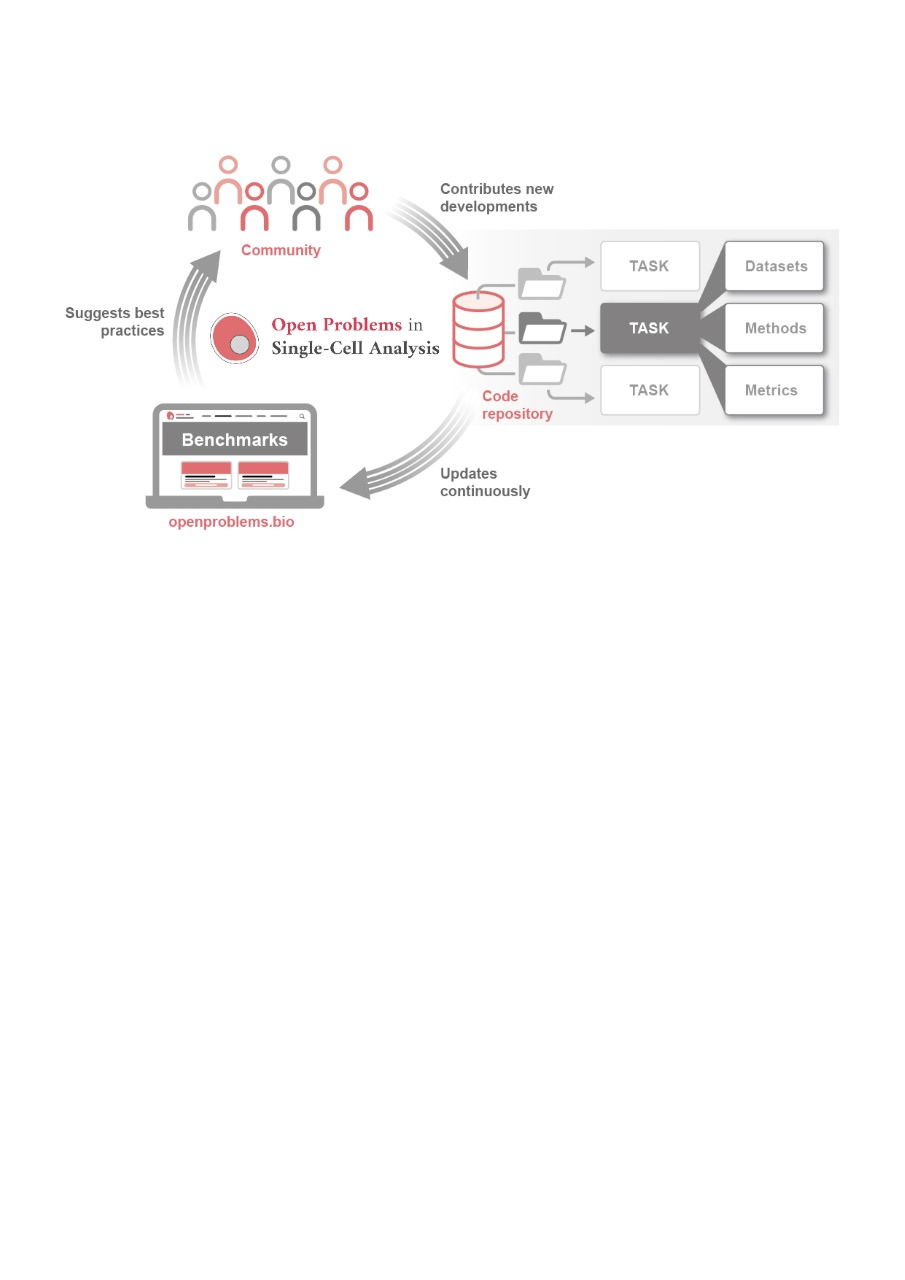 Contributes new
developments
Community
Suggests best
practices
Open Problems in
Single-Cell Analysis
TASK
TASK
TASK
Datasets
Methods
Metrics
Code
repository
Benchmarks
Updates
continuously
openproblems.bio